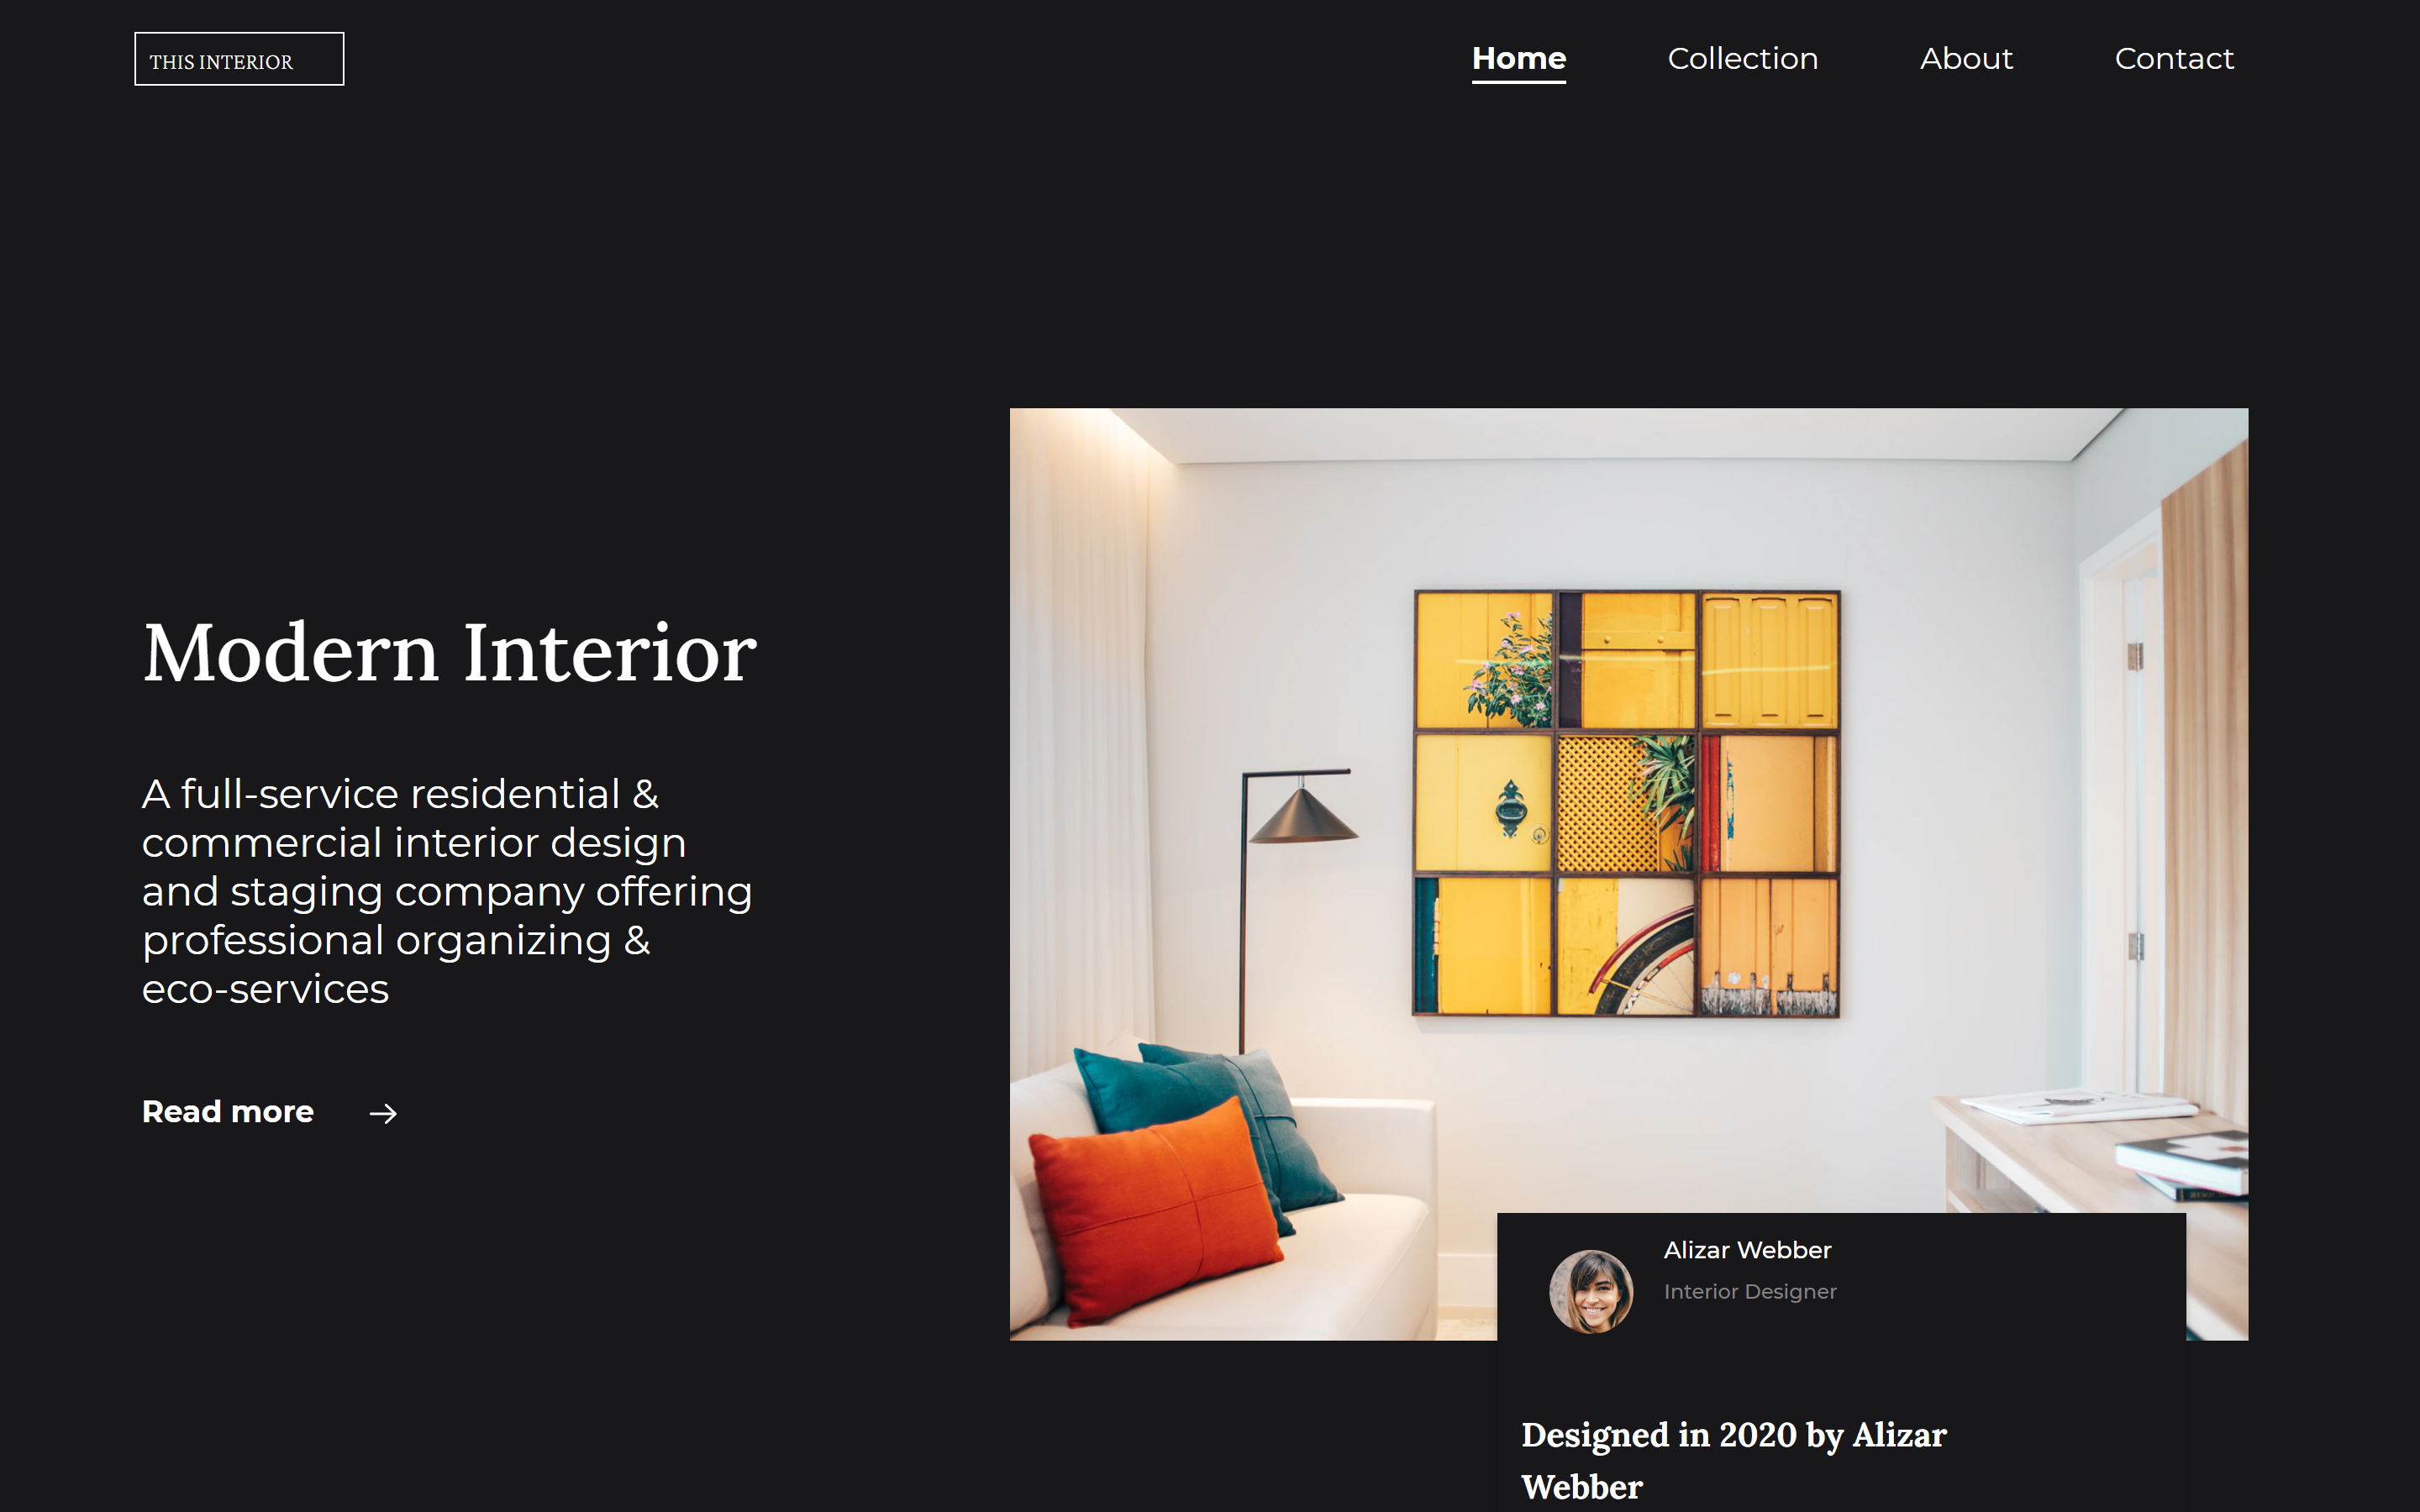 THIS INTERIOR
Home
Collection
About
Contact
Modern Interior
A full-service residential &
commercial interior design
and staging company offering
professional organizing &
eco-services
Read more
Alizar Webber
Interior Designer
Designed in 2020 by Alizar
Webber